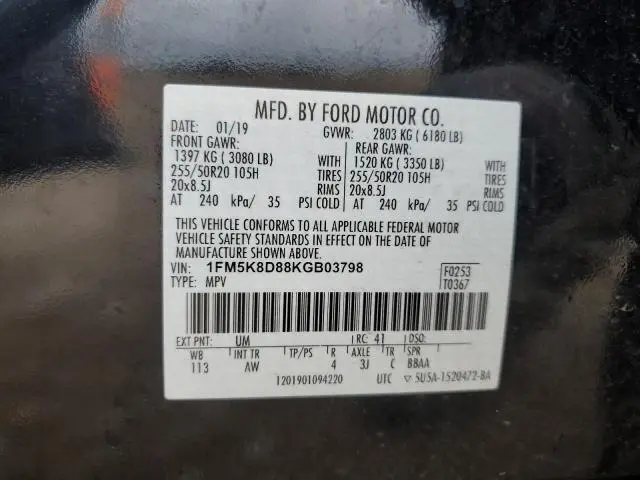 MFD. BY FORD MOTOR CO.
DATE: 01/19 GVWR: 2803 KG ( 6180 LB)
FRONT GAWR: REAR GAWR:
1397 KG ( 3080 LB) WITH 1520 KG ( 3350 LB) WITH
255/50R20 105H TIRES 255/50R20 105H TIRES
20x8.5J RIMS 20x8.5J RIMS
AT 240 kPa/ 35 PSI COLD AT 240 kPa/ 35 PSI COLD
THIS VEHICLE CONFORMS TO ALL APPLICABLE FEDERAL MOTOR
VEHICLE SAFETY STANDARDS IN EFFECT ON THE DATE OF
MANUFACTURE SHOWN ABOVE.
VIN: 1FM5K8D88KGB03798 F0253
TYPE: MPV T0367
EXT PNT: UM RC: 41 DSO:
WB INT TR TP/PS R AXLE TR SPR
113 AW 4 3J C BBAA
1201901094220 UTC ▽ 5U5A-1520472-BA